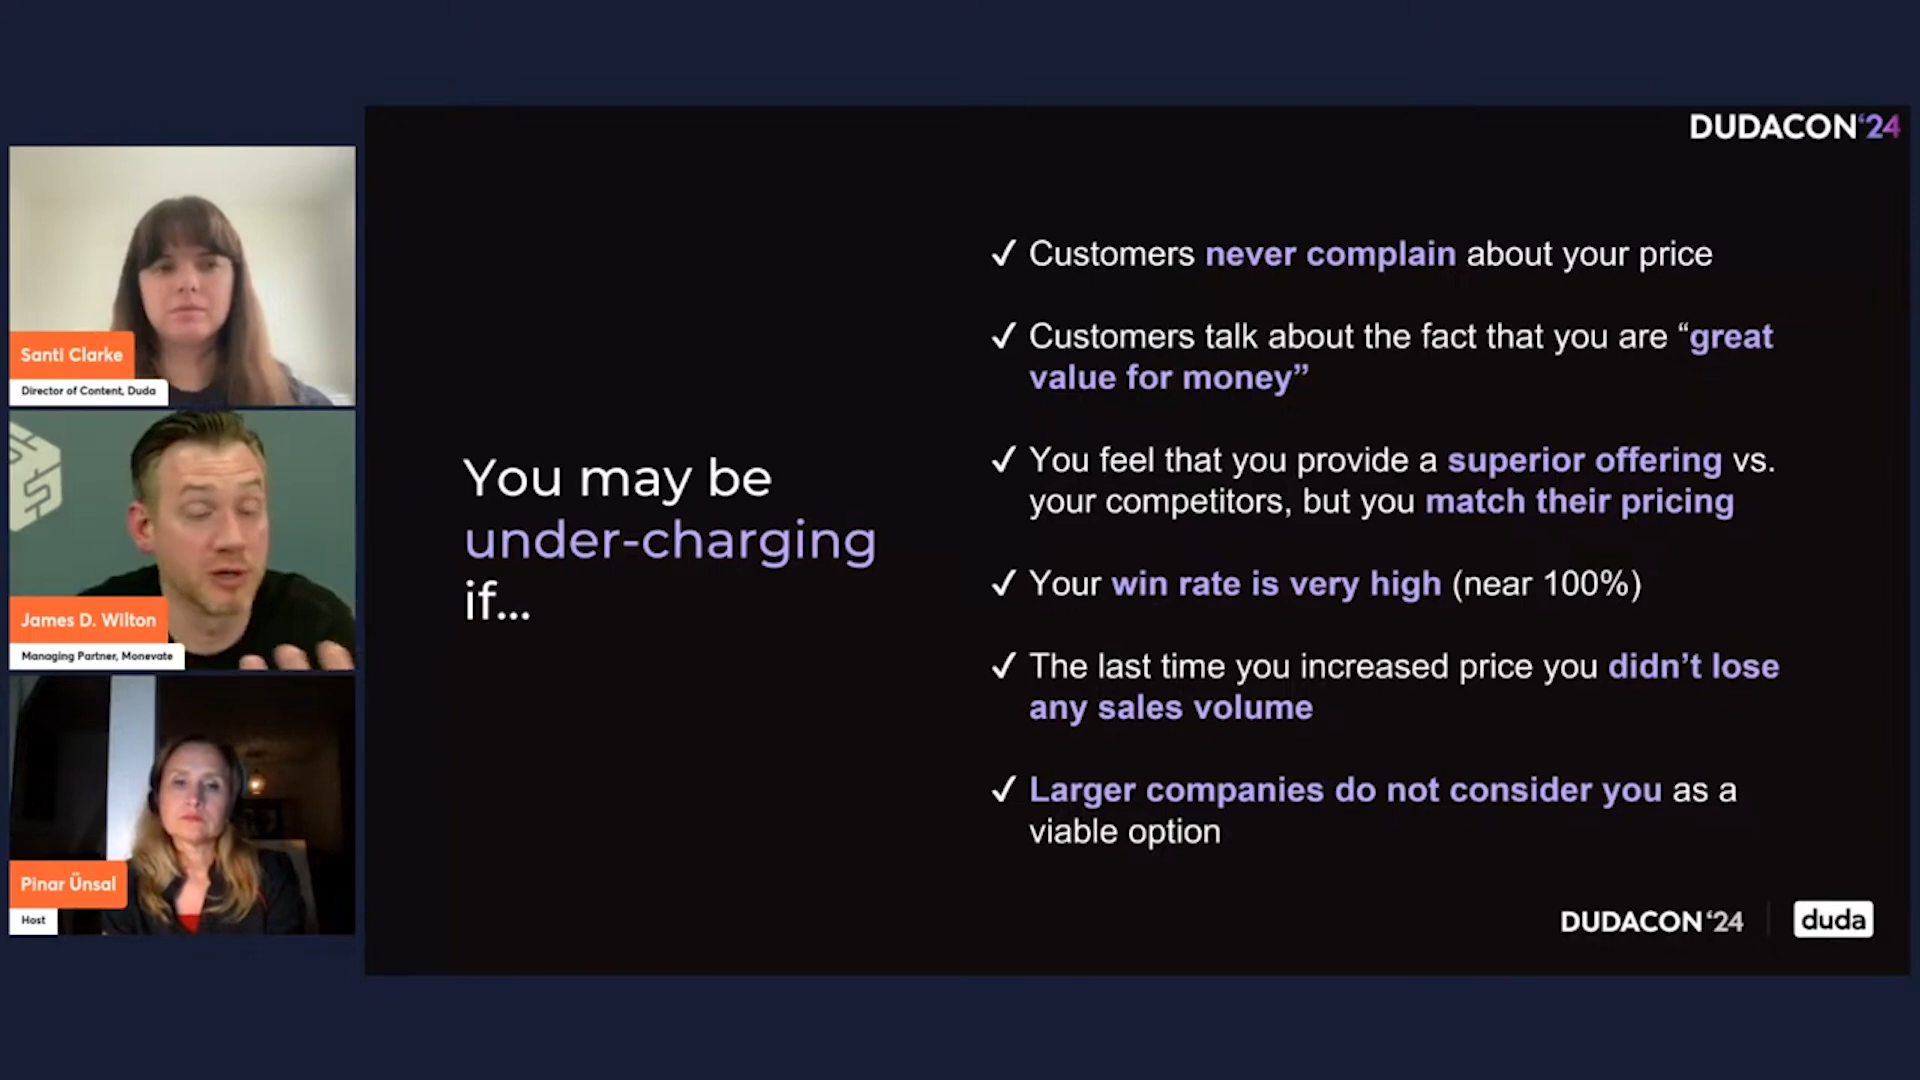 DUDACON‘24
Santi Clarke
Director of Content, Duda
James D. Wilton
Managing Partner, Monevate
Pinar Ünsal
Host
You may be
under-charging
if...
✓ Customers never complain about your price
✓ Customers talk about the fact that you are “great
value for money”
✓ You feel that you provide a superior offering vs.
your competitors, but you match their pricing
✓ Your win rate is very high (near 100%)
✓ The last time you increased price you didn’t lose
any sales volume
✓ Larger companies do not consider you as a
viable option
DUDACON‘24
duda